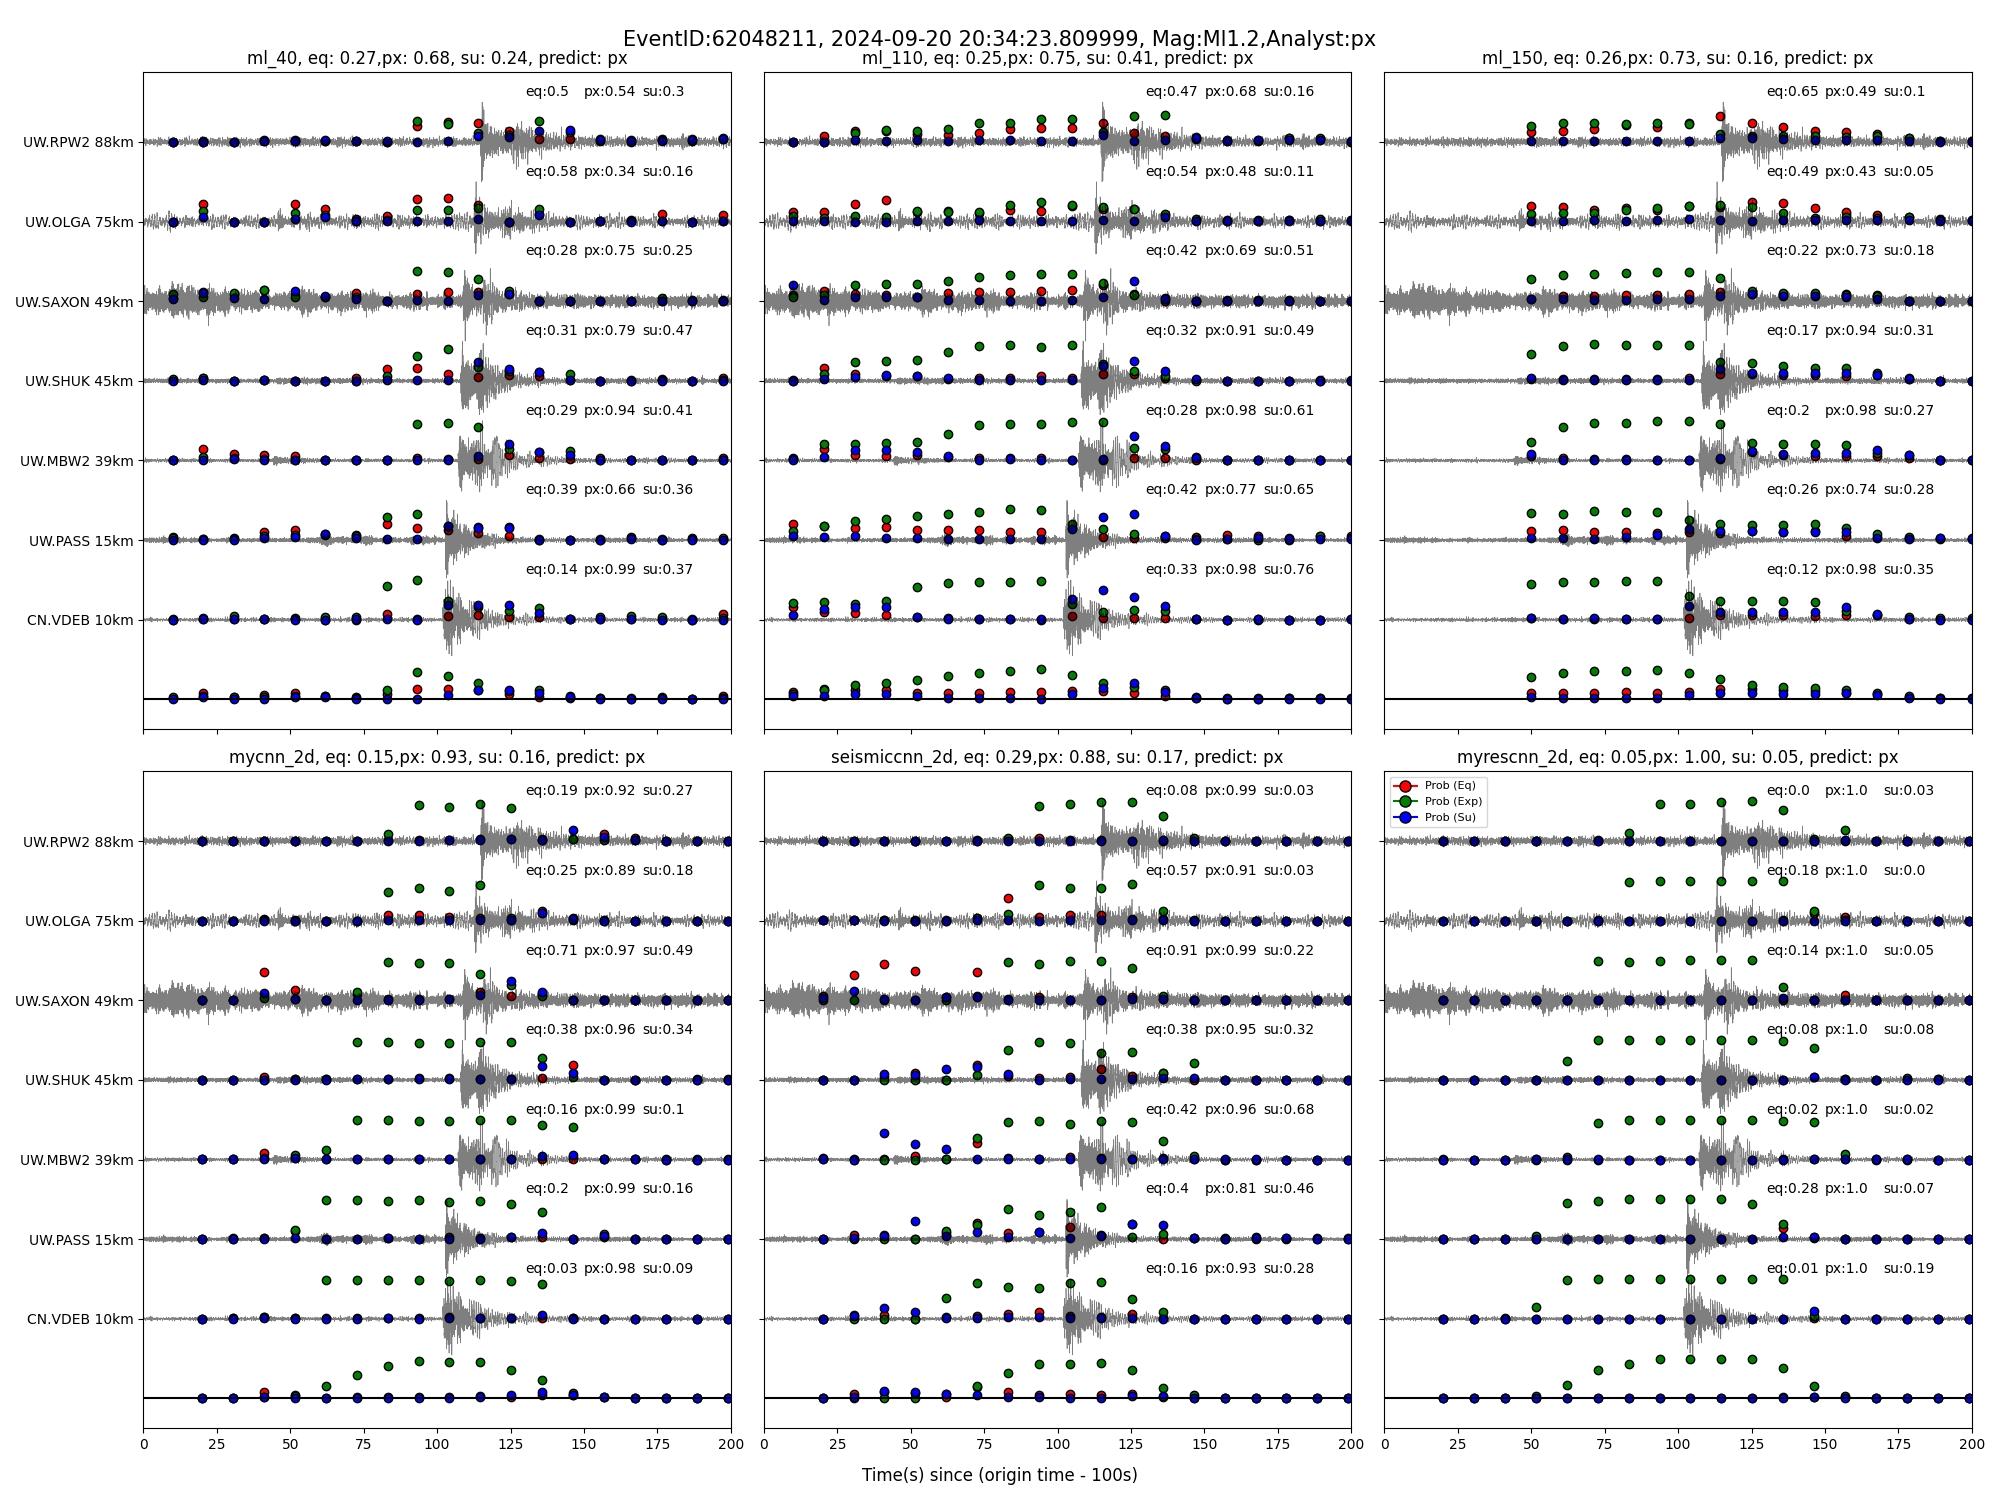 EventID:62048211, 2024-09-20 20:34:23.809999, Mag:Ml1.2,Analyst:px
ml_40, eq: 0.27,px: 0.68, su: 0.24, predict: px
UW.RPW2 88km
eq:0.5 px:0.54 su:0.3
UW.OLGA 75km
eq:0.58 px:0.34 su:0.16
UW.SAXON 49km
eq:0.28 px:0.75 su:0.25
UW.SHUK 45km
eq:0.31 px:0.79 su:0.47
UW.MBW2 39km
eq:0.29 px:0.94 su:0.41
UW.PASS 15km
eq:0.39 px:0.66 su:0.36
CN.VDEB 10km
eq:0.14 px:0.99 su:0.37
ml_110, eq: 0.25,px: 0.75, su: 0.41, predict: px
eq:0.47 px:0.68 su:0.16
eq:0.54 px:0.48 su:0.11
eq:0.42 px:0.69 su:0.51
eq:0.32 px:0.91 su:0.49
eq:0.28 px:0.98 su:0.61
eq:0.42 px:0.77 su:0.65
eq:0.33 px:0.98 su:0.76
ml_150, eq: 0.26,px: 0.73, su: 0.16, predict: px
eq:0.65 px:0.49 su:0.1
eq:0.49 px:0.43 su:0.05
eq:0.22 px:0.73 su:0.18
eq:0.17 px:0.94 su:0.31
eq:0.2 px:0.98 su:0.27
eq:0.26 px:0.74 su:0.28
eq:0.12 px:0.98 su:0.35
mycnn_2d, eq: 0.15,px: 0.93, su: 0.16, predict: px
UW.RPW2 88km
eq:0.19 px:0.92 su:0.27
UW.OLGA 75km
eq:0.25 px:0.89 su:0.18
UW.SAXON 49km
eq:0.71 px:0.97 su:0.49
UW.SHUK 45km
eq:0.38 px:0.96 su:0.34
UW.MBW2 39km
eq:0.16 px:0.99 su:0.1
UW.PASS 15km
eq:0.2 px:0.99 su:0.16
CN.VDEB 10km
eq:0.03 px:0.98 su:0.09
0 25 50 75 100 125 150 175 200
seismiccnn_2d, eq: 0.29,px: 0.88, su: 0.17, predict: px
eq:0.08 px:0.99 su:0.03
eq:0.57 px:0.91 su:0.03
eq:0.91 px:0.99 su:0.22
eq:0.38 px:0.95 su:0.32
eq:0.42 px:0.96 su:0.68
eq:0.4 px:0.81 su:0.46
eq:0.16 px:0.93 su:0.28
0 25 50 75 100 125 150 175 200
myrescnn_2d, eq: 0.05,px: 1.00, su: 0.05, predict: px
Prob (Eq)
Prob (Exp)
Prob (Su)
eq:0.0 px:1.0 su:0.03
eq:0.18 px:1.0 su:0.0
eq:0.14 px:1.0 su:0.05
eq:0.08 px:1.0 su:0.08
eq:0.02 px:1.0 su:0.02
eq:0.28 px:1.0 su:0.07
eq:0.01 px:1.0 su:0.19
0 25 50 75 100 125 150 175 200
Time(s) since (origin time - 100s)